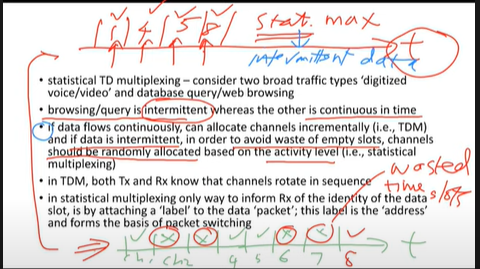 1 4 5 8
stat. max
t
intermittent data
• statistical TD multiplexing – consider two broad traffic types 'digitized
voice/video' and database query/web browsing
• browsing/query is intermittent whereas the other is continuous in time
• if data flows continuously, can allocate channels incrementally (i.e., TDM)
and if data is intermittent, in order to avoid waste of empty slots, channels
should be randomly allocated based on the activity level (i.e., statistical
multiplexing)
• in TDM, both Tx and Rx know that channels rotate in sequence
• in statistical multiplexing only way to inform Rx of the identity of the data
slot, is by attaching a 'label' to the data 'packet'; this label is the 'address'
and forms the basis of packet switching
wasted
time slots
ch1 ch2 4 5 6 7 8 t